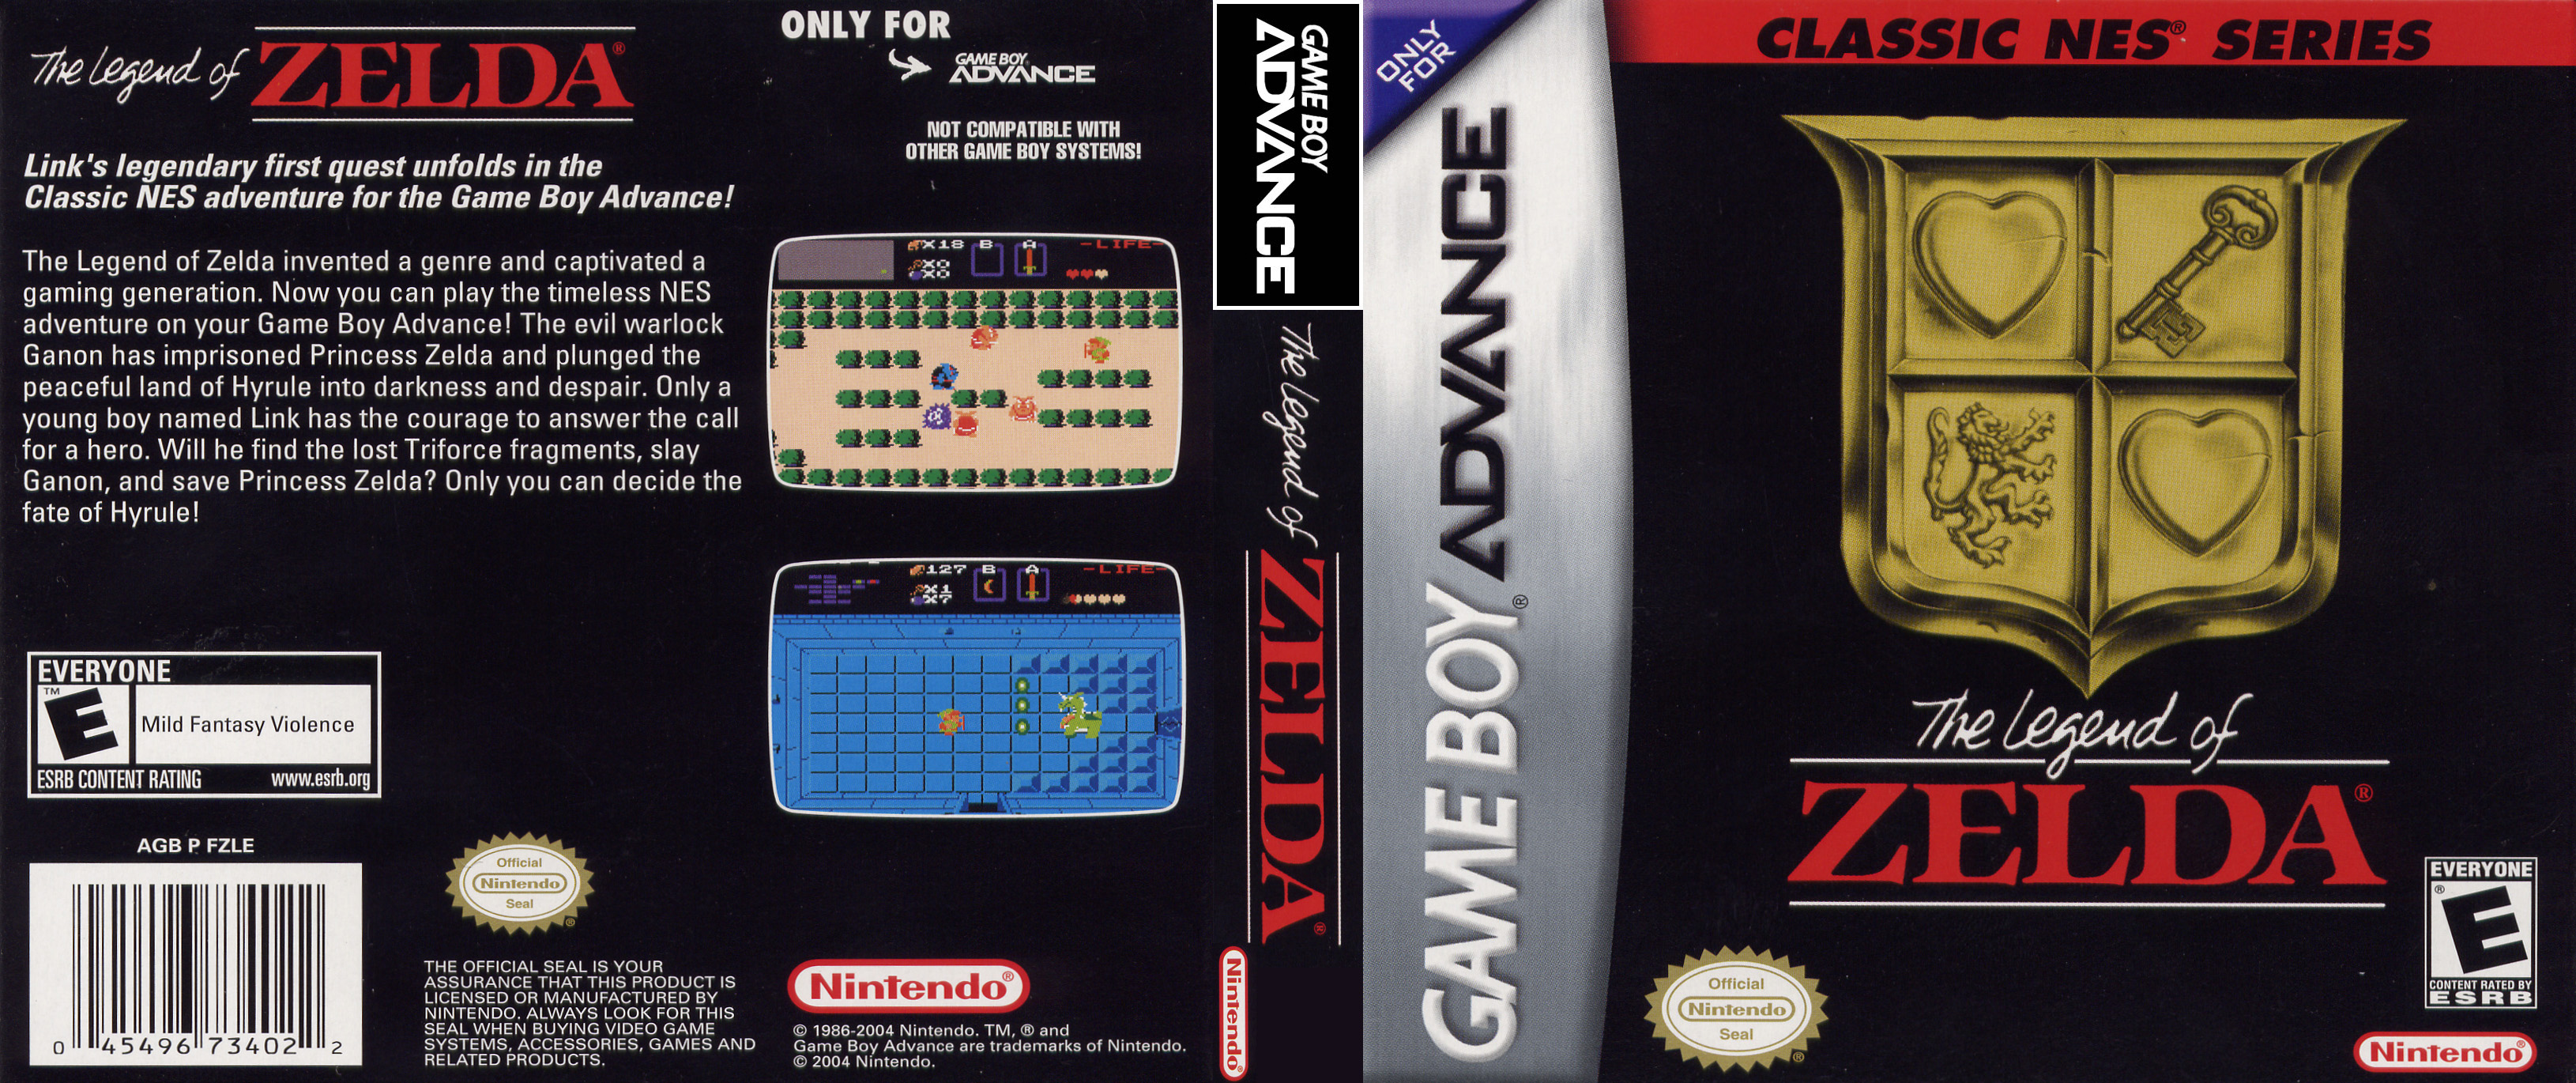 The Legend of
ZELDA®
Link's legendary first quest unfolds in the
Classic NES adventure for the Game Boy Advance!
The Legend of Zelda invented a genre and captivated a
gaming generation. Now you can play the timeless NES
adventure on your Game Boy Advance! The evil warlock
Ganon has imprisoned Princess Zelda and plunged the
peaceful land of Hyrule into darkness and despair. Only a
young boy named Link has the courage to answer the call
for a hero. Will he find the lost Triforce fragments, slay
Ganon, and save Princess Zelda? Only you can decide the
fate of Hyrule!
EVERYONE
™
E
Mild Fantasy Violence
ESRB CONTENT RATING www.esrb.org
AGB P FZLE
0 45496 73402 2
Official
Nintendo
Seal
®
THE OFFICIAL SEAL IS YOUR
ASSURANCE THAT THIS PRODUCT IS
LICENSED OR MANUFACTURED BY
NINTENDO. ALWAYS LOOK FOR THIS
SEAL WHEN BUYING VIDEO GAME
SYSTEMS, ACCESSORIES, GAMES AND
RELATED PRODUCTS.
ONLY FOR
GAME BOY
ADVANCE
NOT COMPATIBLE WITH
OTHER GAME BOY SYSTEMS!
X18 B A -LIFE-
X0
X0
127 B A -LIFE-
X1
X7
Nintendo®
© 1986-2004 Nintendo. TM, ® and
Game Boy Advance are trademarks of Nintendo.
© 2004 Nintendo.
GAME BOY
ADVANCE
The Legend of
ZELDA®
Nintendo®
ONLY
FOR
GAME BOY® ADVANCE
CLASSIC NES® SERIES
The Legend of
ZELDA®
Official
Nintendo
Seal
®
EVERYONE
®
E
CONTENT RATED BY
ESRB
Nintendo®